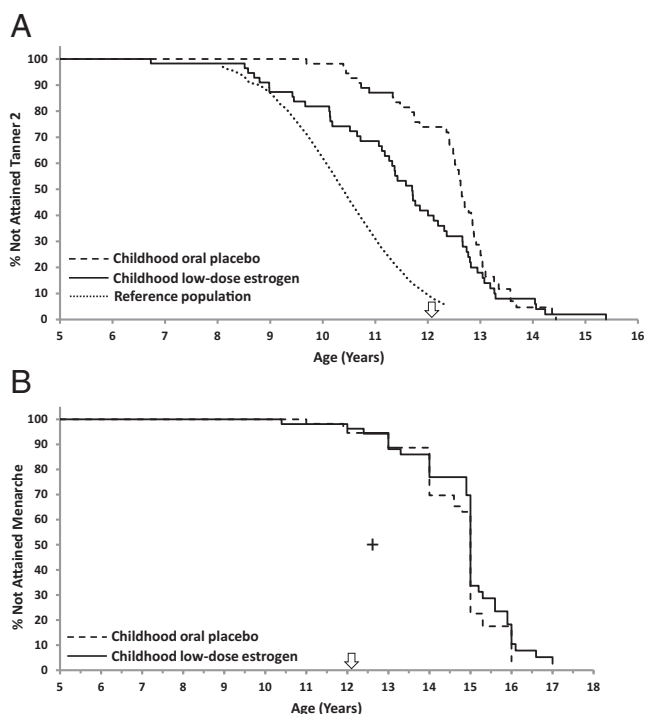 A
% Not Attained Tanner 2
100
90
80
70
60
50
40
30
20
10
0
Childhood oral placebo
Childhood low-dose estrogen
Reference population
5 6 7 8 9 10 11 12 13 14 15 16
Age (Years)
B
% Not Attained Menarche
100
90
80
70
60
50
40
30
20
10
0
Childhood oral placebo
Childhood low-dose estrogen
5 6 7 8 9 10 11 12 13 14 15 16 17 18
Age (Years)